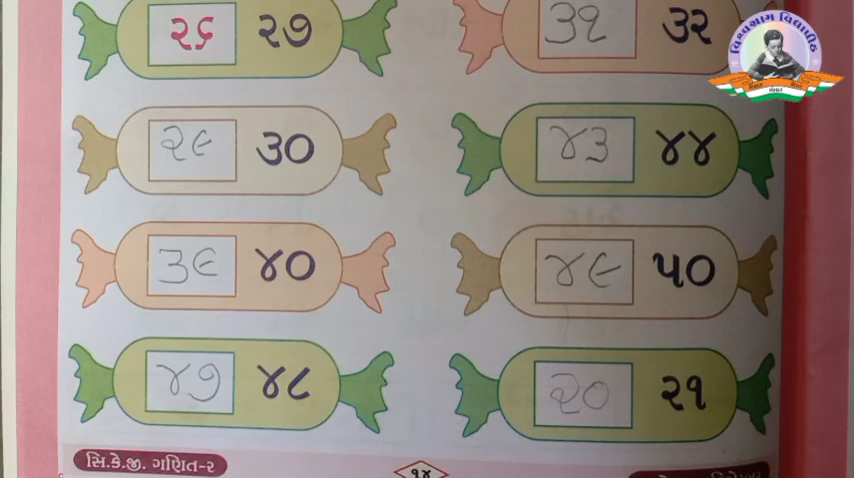 ૨૬ ૨૭ ૩૧ ૩૨
૨૯ ૩૦ ૪૩ ૪૪
૩૯ ૪૦ ૪૯ ૫૦
૪૭ ૪૮ ૨૦ ૨૧
વિશ્વગ્રામ વિદ્યાપીઠ
સિ.કે.જી. ગણિત-૨
૧૪